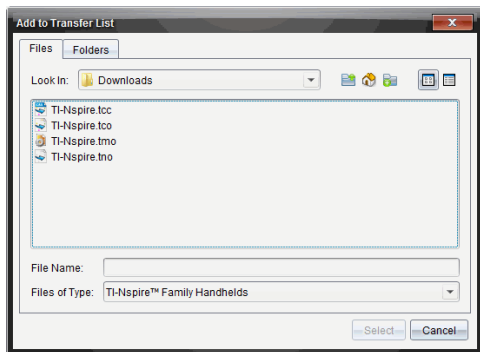 Add to Transfer List
Files Folders
Look In: Downloads
TI-Nspire.tcc
TI-Nspire.tco
TI-Nspire.tmo
TI-Nspire.tno
File Name:
Files of Type: TI-Nspire™ Family Handhelds
Select Cancel